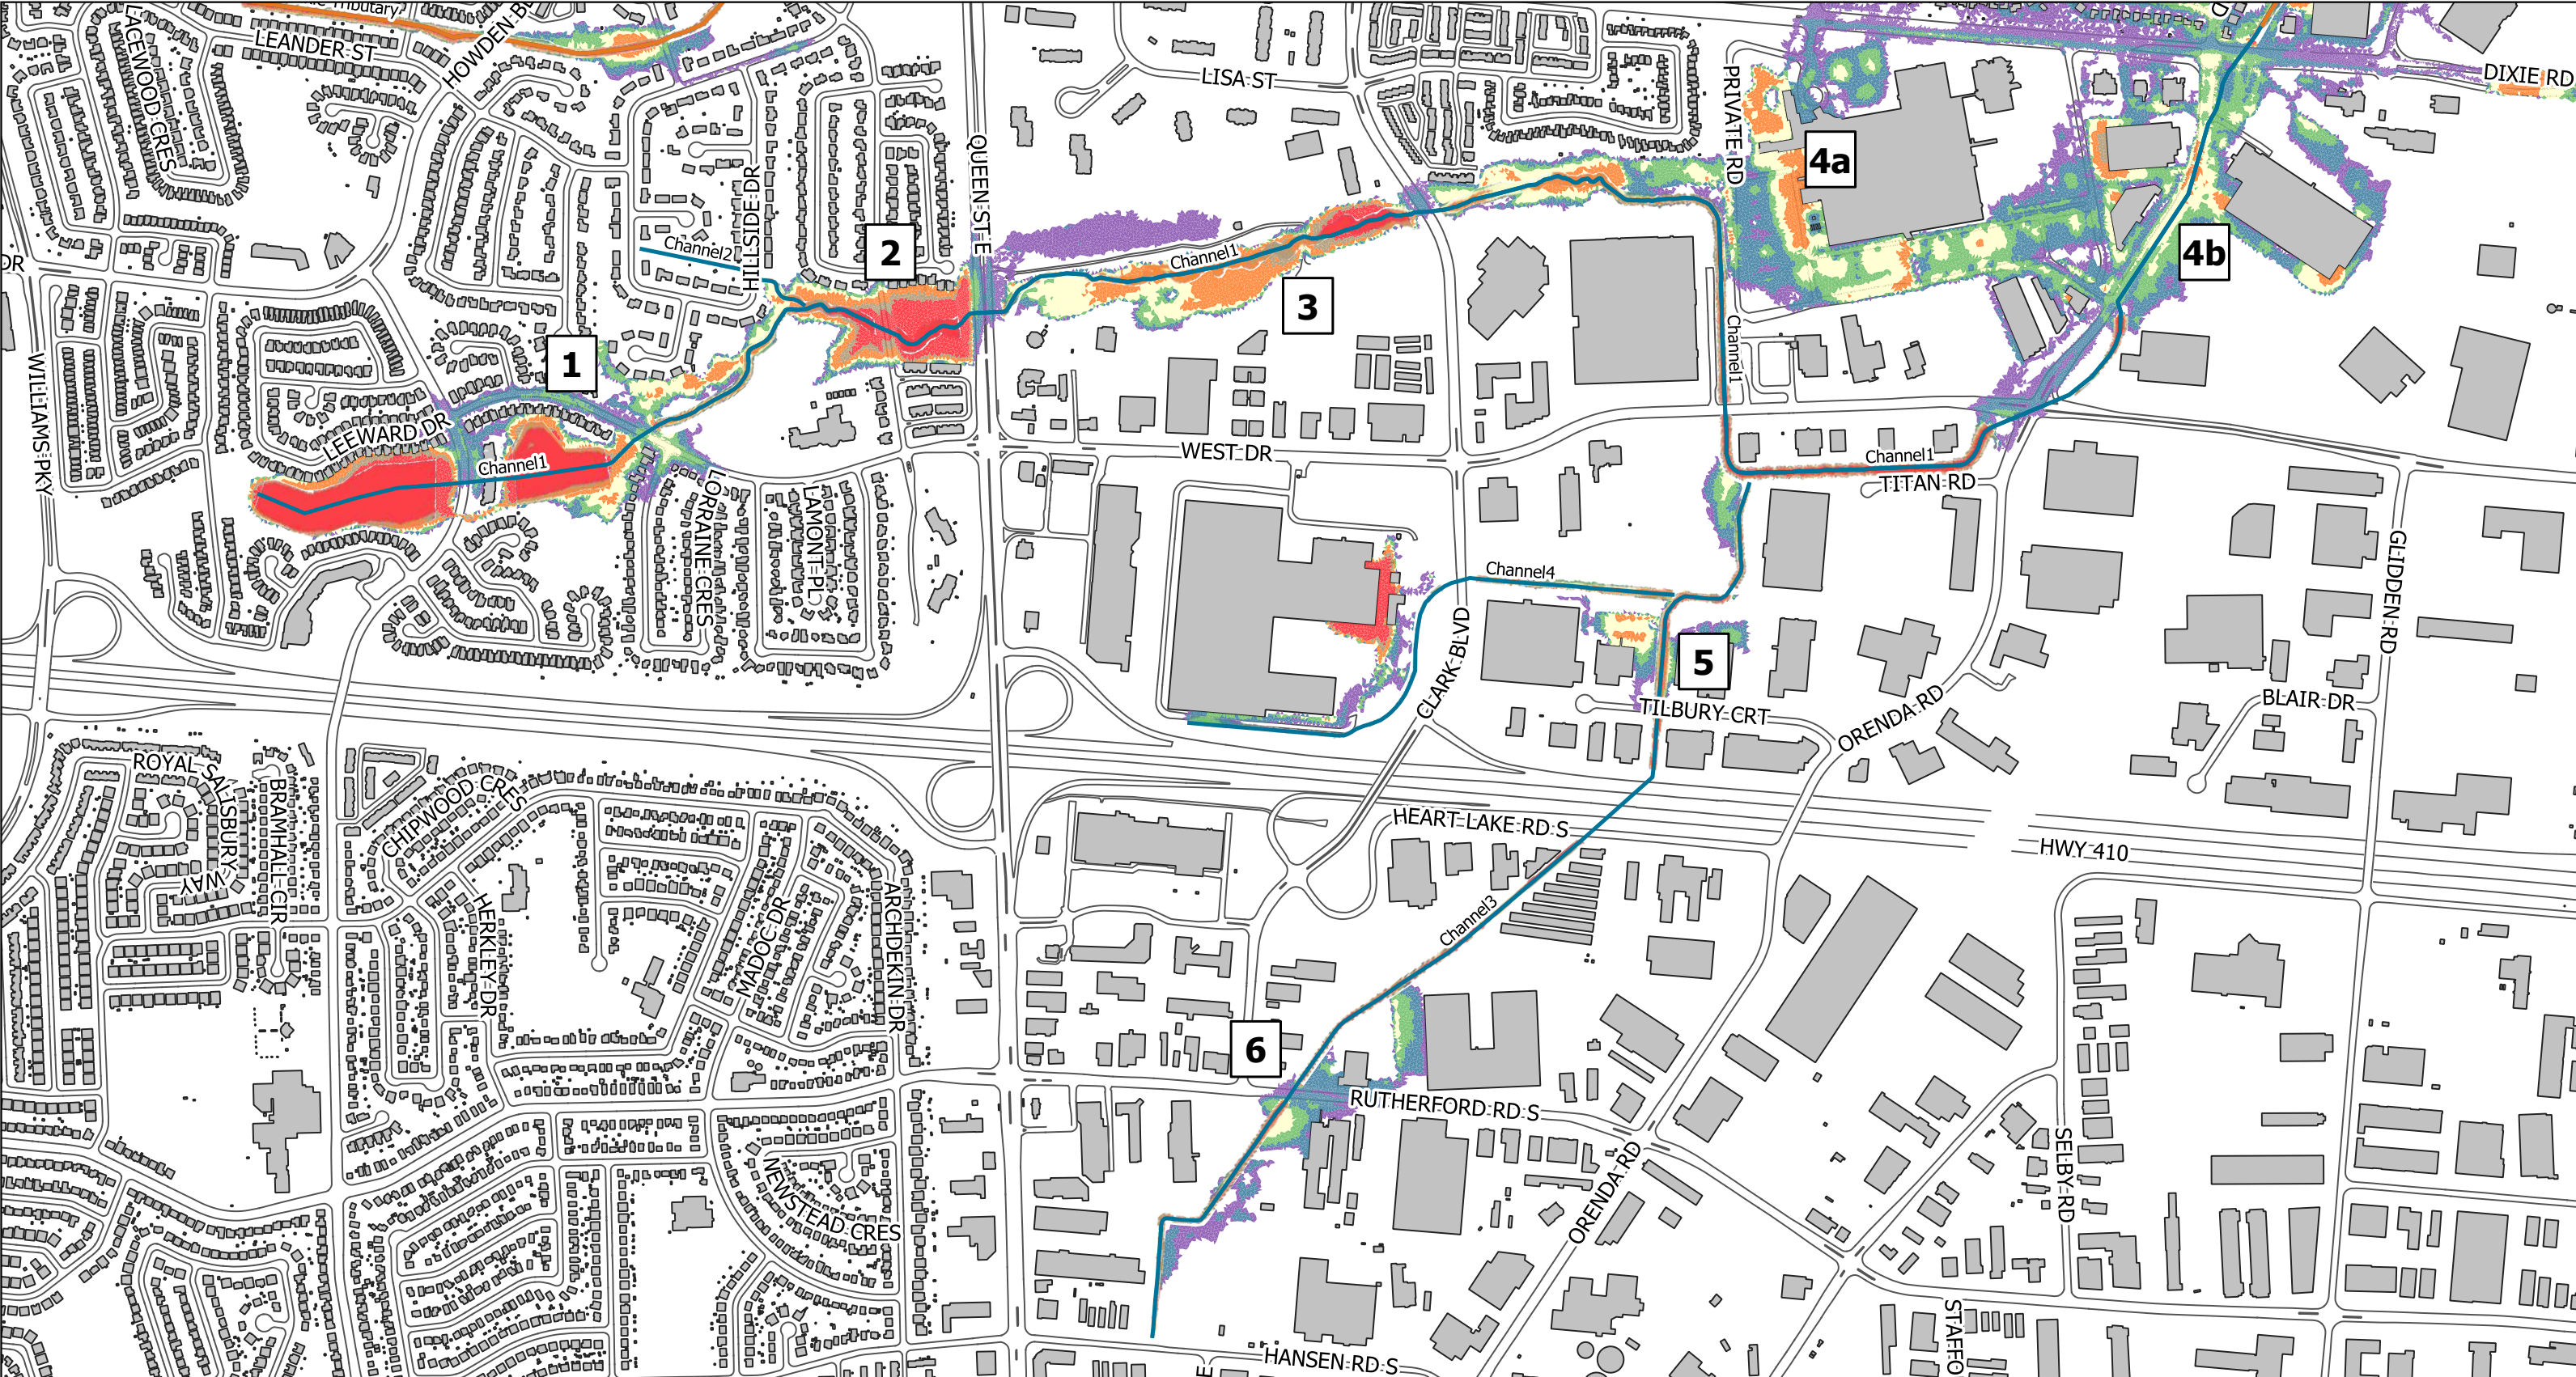 Tributary
LEANDER ST
HOWDEN-B
LACEWOOD-CRES
LISA-ST
PRIVATE-RD
D
DIXIE RD
4a
QUEEN-ST-E
HILLSIDE-DR
2
Channel2
Channel1
4b
DR
3
1
WILLIAMS-PKY
LEEWARD DR
Channel1
Channel1
WEST DR
Channel1
TITAN RD
LORRAINE-CRES
LAMONT-PL
GLIDDEN-RD
Channel4
5
CLARK-BLVD
TILBURY CRT
ORENDA-RD
BLAIR-DR
ROYAL SALISBURY-WAY
BRAMHALL-CIR
CHIPWOOD CRES
HEART LAKE RD S
HWY 410
HERKLEY-DR
MADOC-DR
ARCHDEKIN-DR
Channel3
6
RUTHERFORD RD S
NEWSTEAD-CRES
ORENDA-RD
SELBY-RD
STAFFO
HANSEN RD S
E